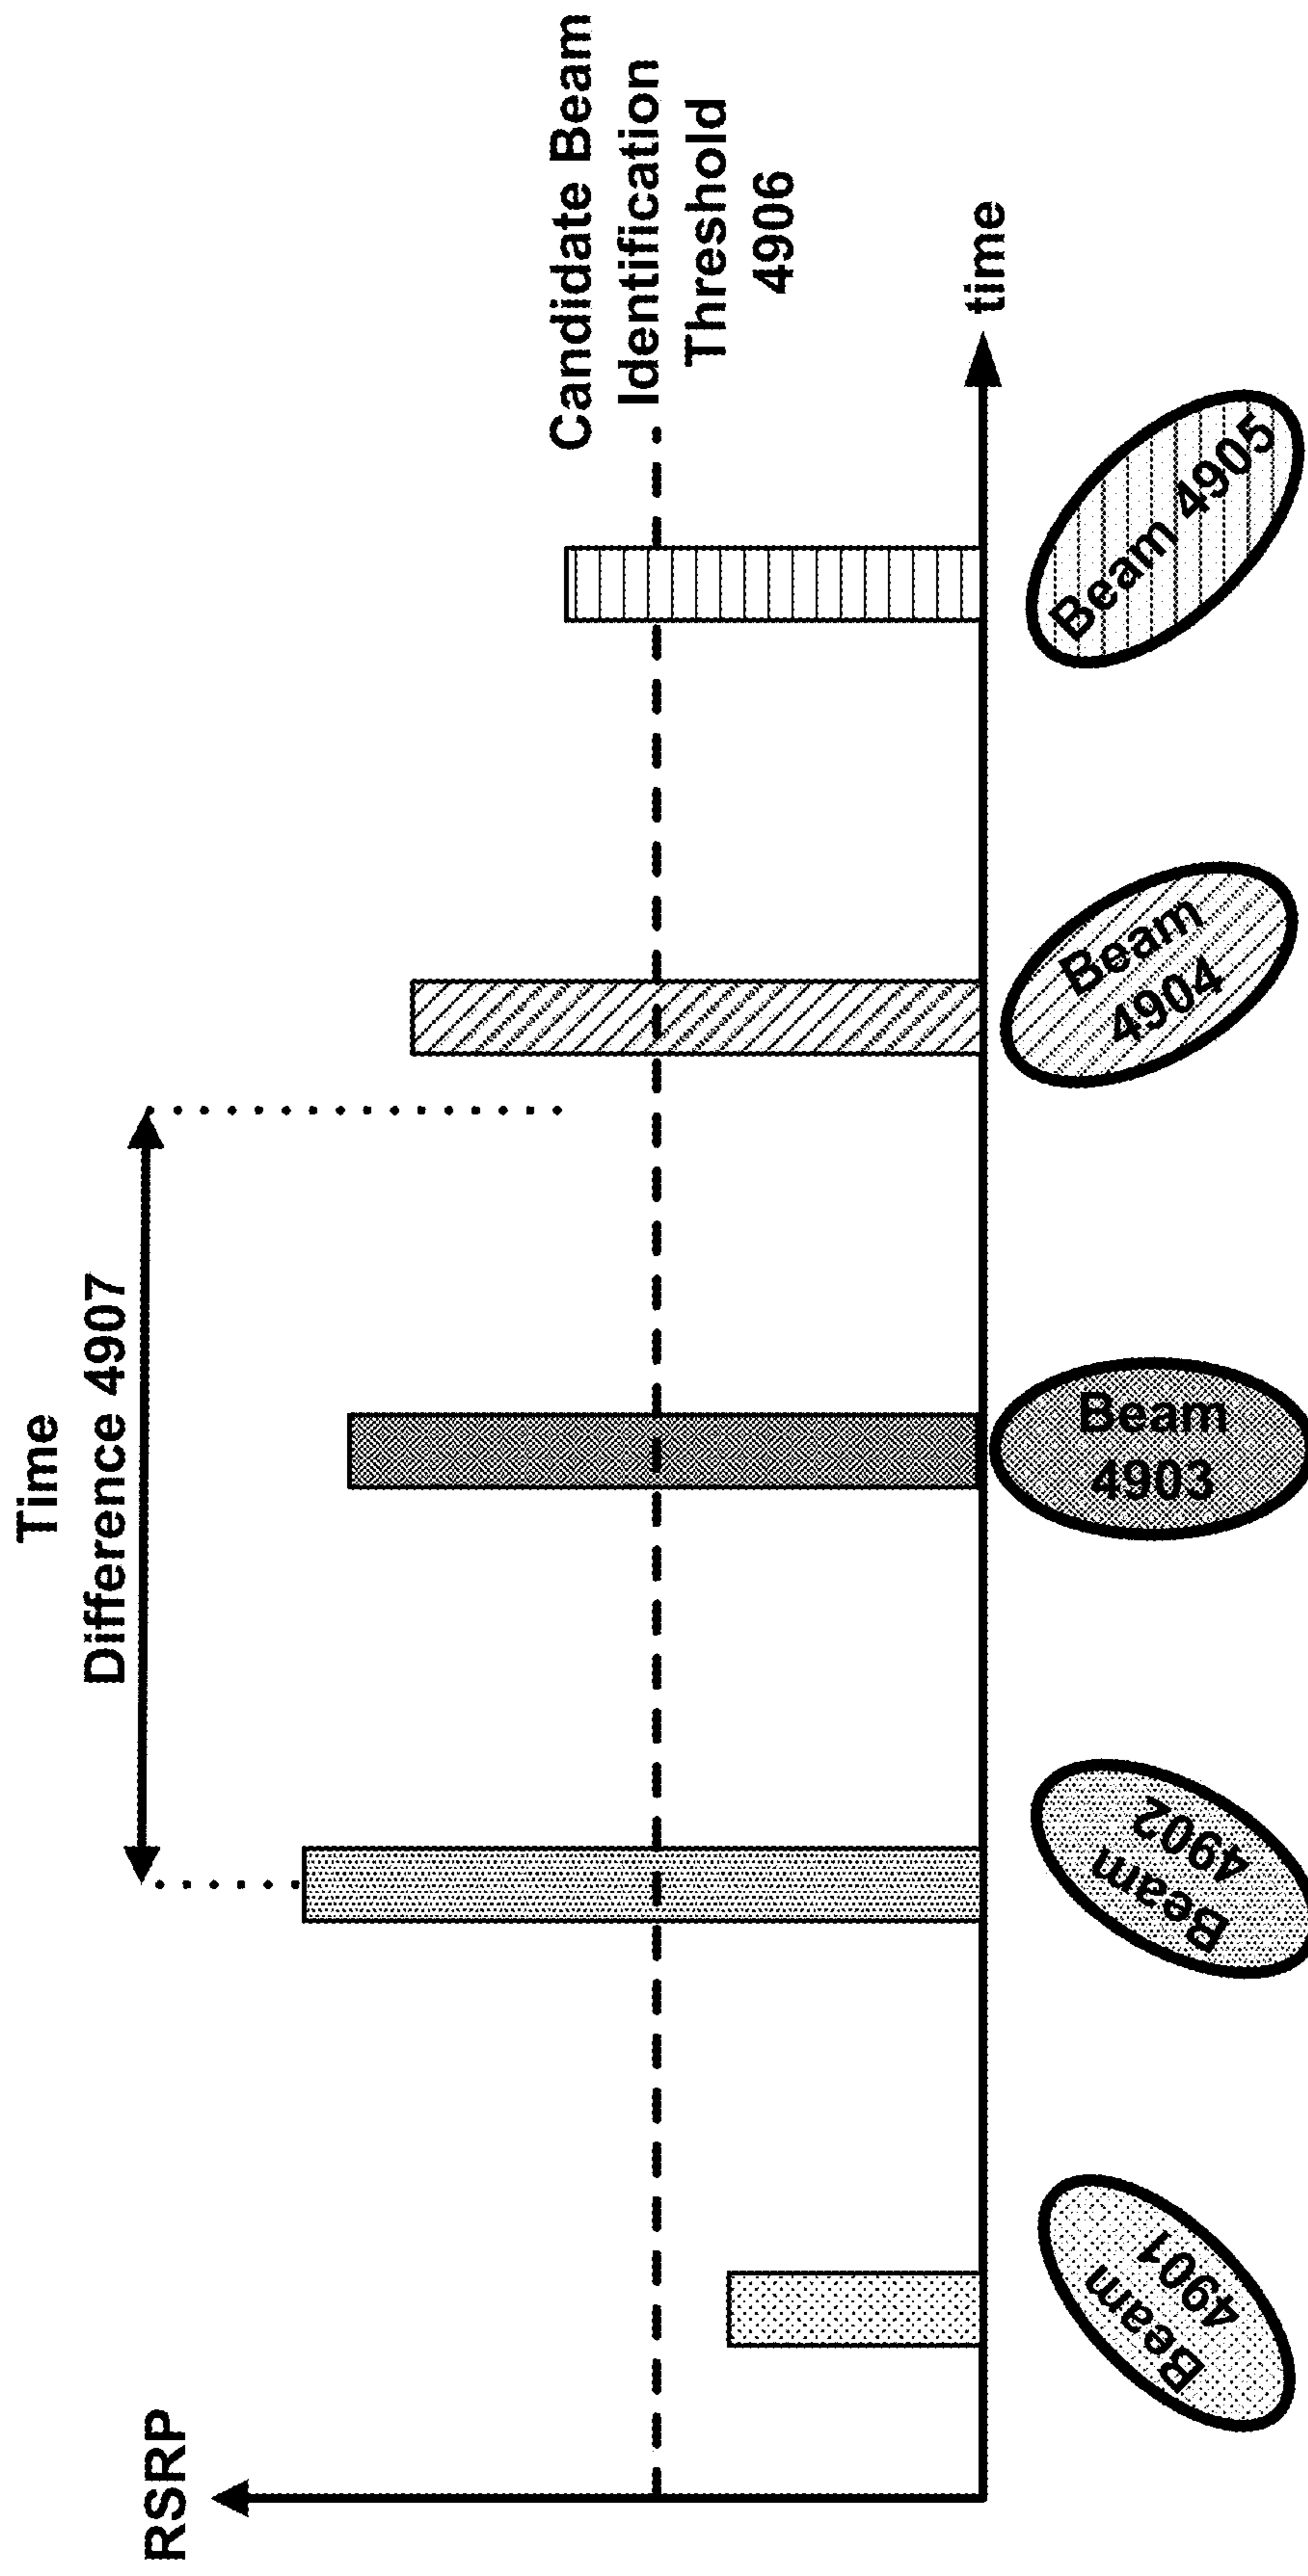 Time
Difference 4907
RSRP
Candidate Beam
Identification
Threshold
4906
time
Beam
4901
Beam
4902
Beam
4903
Beam
4904
Beam 4905